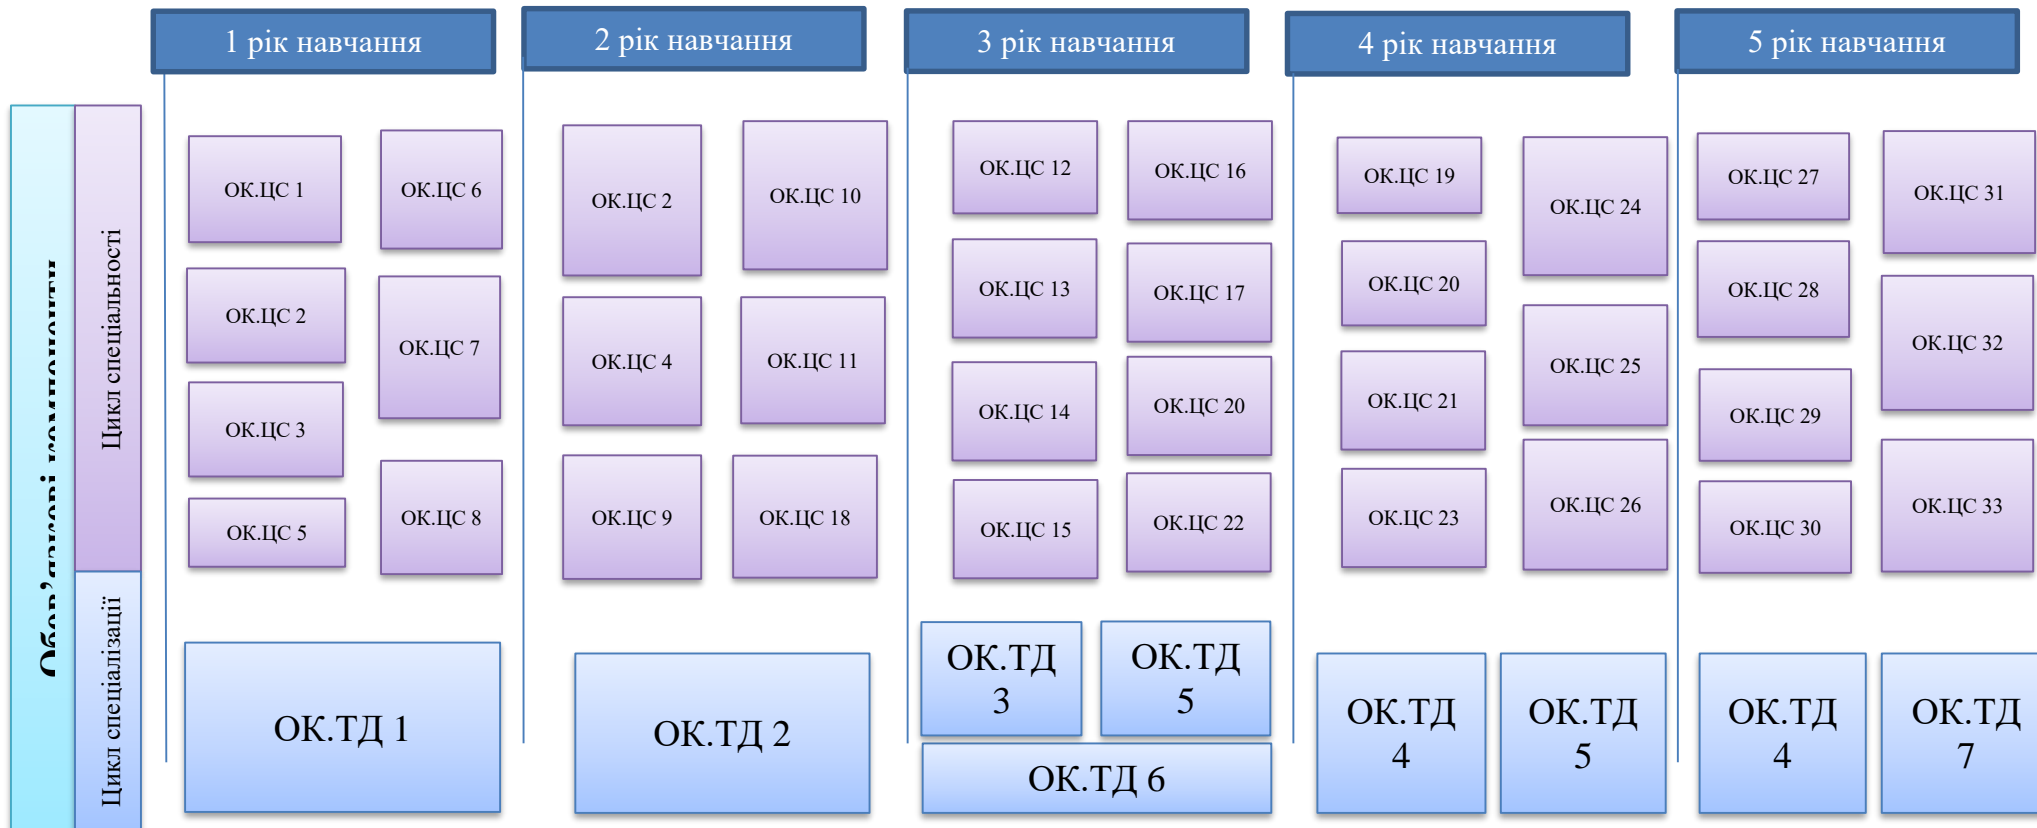 1 рік навчання
2 рік навчання
3 рік навчання
4 рік навчання
5 рік навчання
Цикл спеціальності
ОК.ЦС 1
ОК.ЦС 6
ОК.ЦС 2
ОК.ЦС 7
ОК.ЦС 3
ОК.ЦС 5
ОК.ЦС 8
ОК.ЦС 2
ОК.ЦС 10
ОК.ЦС 4
ОК.ЦС 11
ОК.ЦС 9
ОК.ЦС 18
ОК.ЦС 12
ОК.ЦС 16
ОК.ЦС 13
ОК.ЦС 17
ОК.ЦС 14
ОК.ЦС 20
ОК.ЦС 15
ОК.ЦС 22
ОК.ЦС 19
ОК.ЦС 24
ОК.ЦС 20
ОК.ЦС 25
ОК.ЦС 21
ОК.ЦС 23
ОК.ЦС 26
ОК.ЦС 27
ОК.ЦС 31
ОК.ЦС 28
ОК.ЦС 32
ОК.ЦС 29
ОК.ЦС 30
ОК.ЦС 33
Цикл спеціалізації
ОК.ТД 1
ОК.ТД 2
ОК.ТД
3
ОК.ТД
5
ОК.ТД 6
ОК.ТД
4
ОК.ТД
5
ОК.ТД
4
ОК.ТД
7